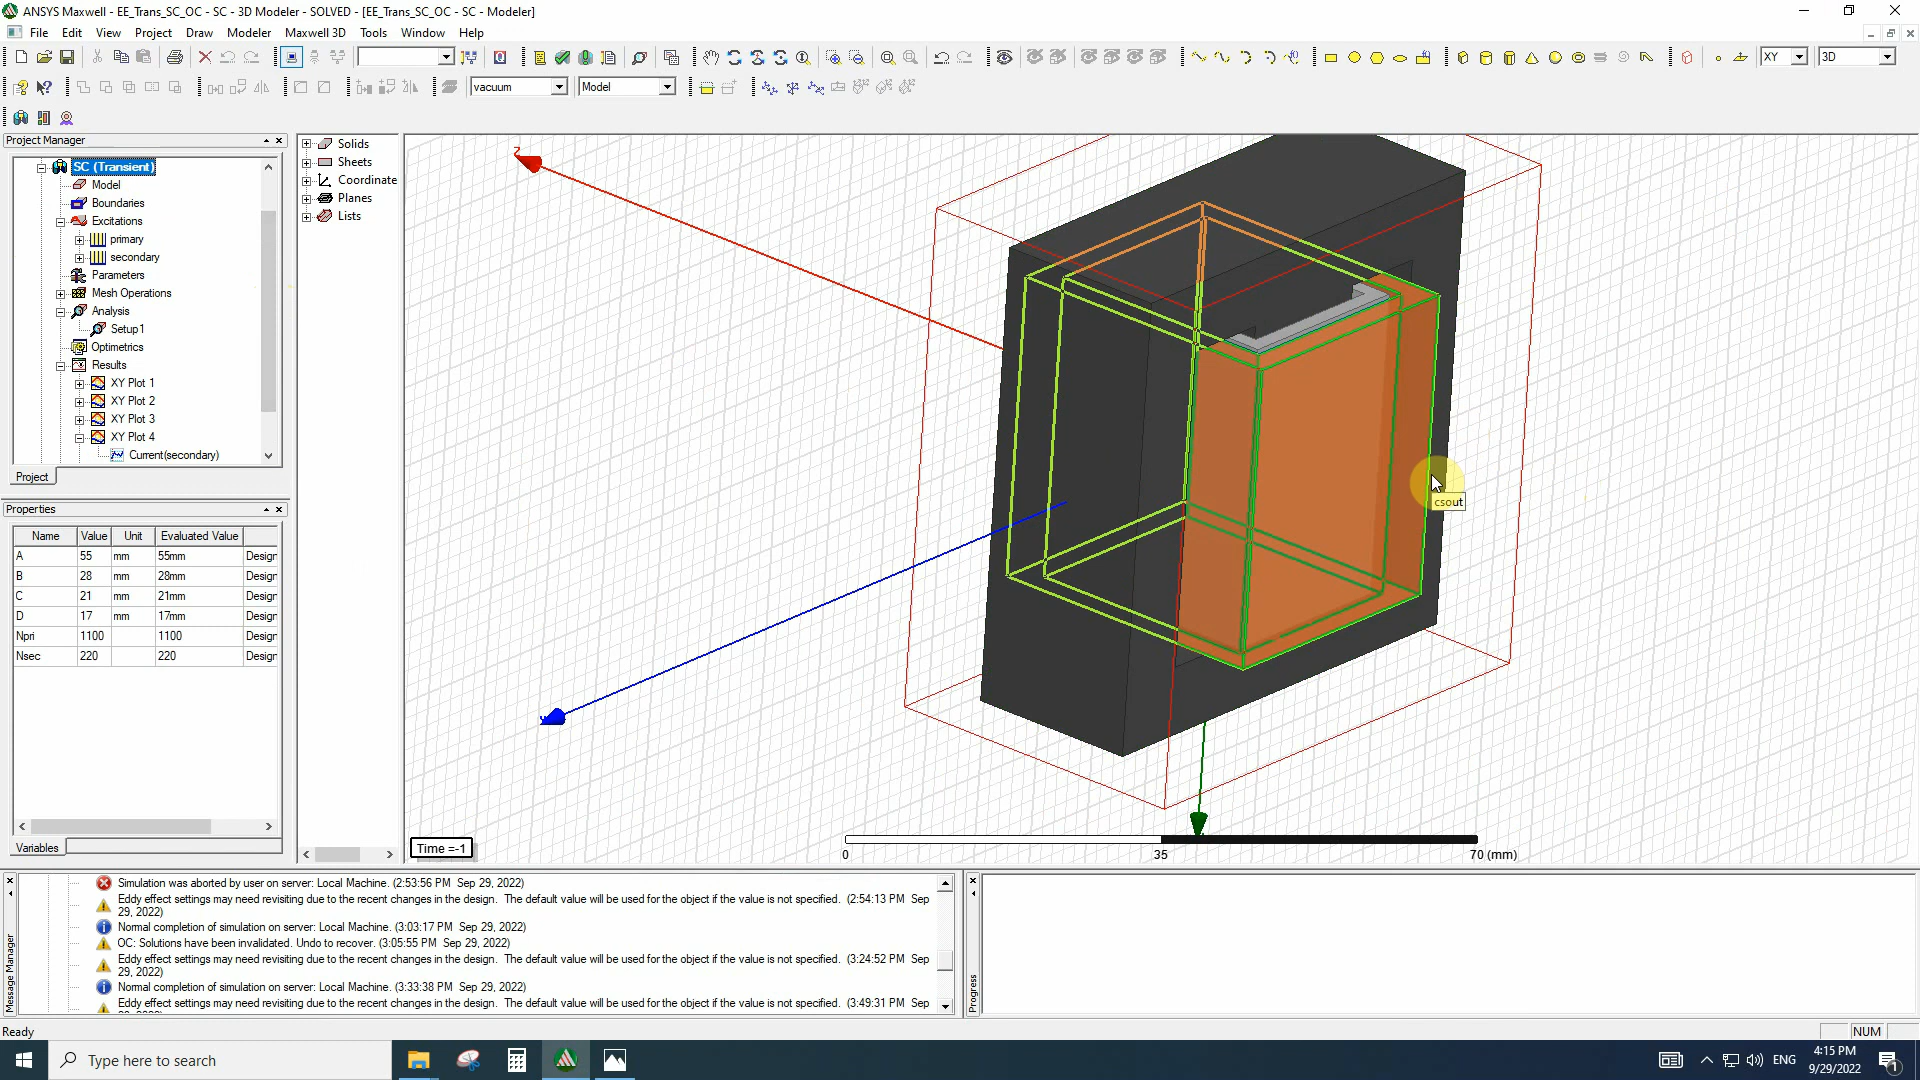 ANSYS Maxwell - EE_Trans_SC_OC - SC - 3D Modeler - SOLVED - [EE_Trans_SC_OC - SC - Modeler]
File Edit View Project Draw Modeler Maxwell 3D Tools Window Help
XY 3D
vacuum Model
Project Manager
SC (Transient)
Model
Boundaries
Excitations
primary
secondary
Parameters
Mesh Operations
Analysis
Setup1
Optimetrics
Results
XY Plot 1
XY Plot 2
XY Plot 3
XY Plot 4
Current(secondary)
Project
Solids
Sheets
Coordinate
Planes
Lists
Properties
Name Value Unit Evaluated Value
A 55 mm 55mm Design
B 28 mm 28mm Design
C 21 mm 21mm Design
D 17 mm 17mm Design
Npri 1100 1100 Design
Nsec 220 220 Design
Variables
csout
Time =-1
0 35 70 (mm)
Message Manager
Simulation was aborted by user on server: Local Machine. (2:53:56 PM Sep 29, 2022)
Eddy effect settings may need revisiting due to the recent changes in the design. The default value will be used for the object if the value is not specified. (2:54:13 PM Sep
29, 2022)
Normal completion of simulation on server: Local Machine. (3:03:17 PM Sep 29, 2022)
OC: Solutions have been invalidated. Undo to recover. (3:05:55 PM Sep 29, 2022)
Eddy effect settings may need revisiting due to the recent changes in the design. The default value will be used for the object if the value is not specified. (3:24:52 PM Sep
29, 2022)
Normal completion of simulation on server: Local Machine. (3:33:38 PM Sep 29, 2022)
Eddy effect settings may need revisiting due to the recent changes in the design. The default value will be used for the object if the value is not specified. (3:49:31 PM Sep
Progress
Ready
NUM
Type here to search
ENG
4:15 PM
9/29/2022
1